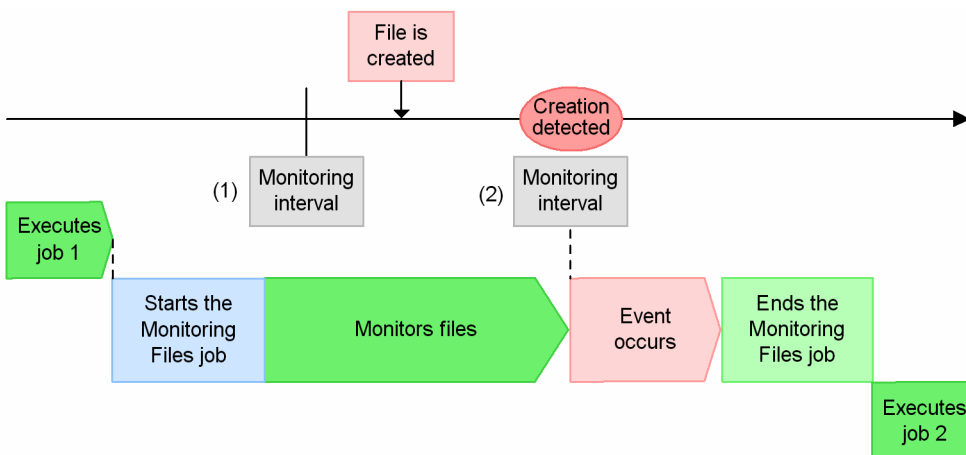 File is
created
Creation
detected
(1)
Monitoring
interval
(2)
Monitoring
interval
Executes
job 1
Starts the
Monitoring
Files job
Monitors files
Event
occurs
Ends the
Monitoring
Files job
Executes
job 2